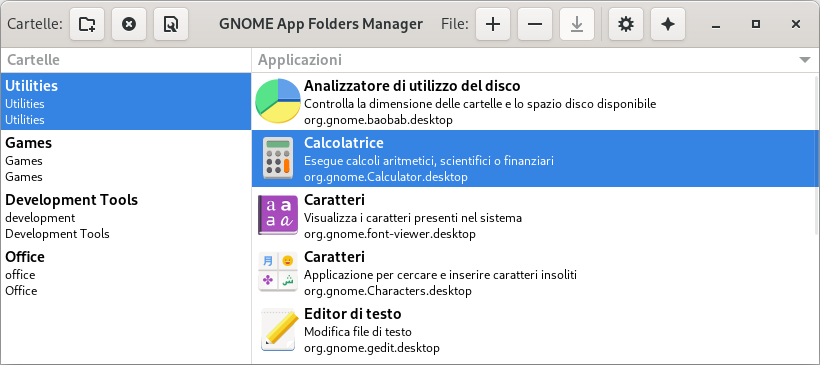 Cartelle:
GNOME App Folders Manager
File:
Cartelle
Applicazioni
Utilities
Utilities
Utilities
Games
Games
Games
Development Tools
development
Development Tools
Office
office
Office
Analizzatore di utilizzo del disco
Controlla la dimensione delle cartelle e lo spazio disco disponibile
org.gnome.baobab.desktop
Calcolatrice
Esegue calcoli aritmetici, scientifici o finanziari
org.gnome.Calculator.desktop
Caratteri
Visualizza i caratteri presenti nel sistema
org.gnome.font-viewer.desktop
Caratteri
Applicazione per cercare e inserire caratteri insoliti
org.gnome.Characters.desktop
Editor di testo
Modifica file di testo
org.gnome.gedit.desktop